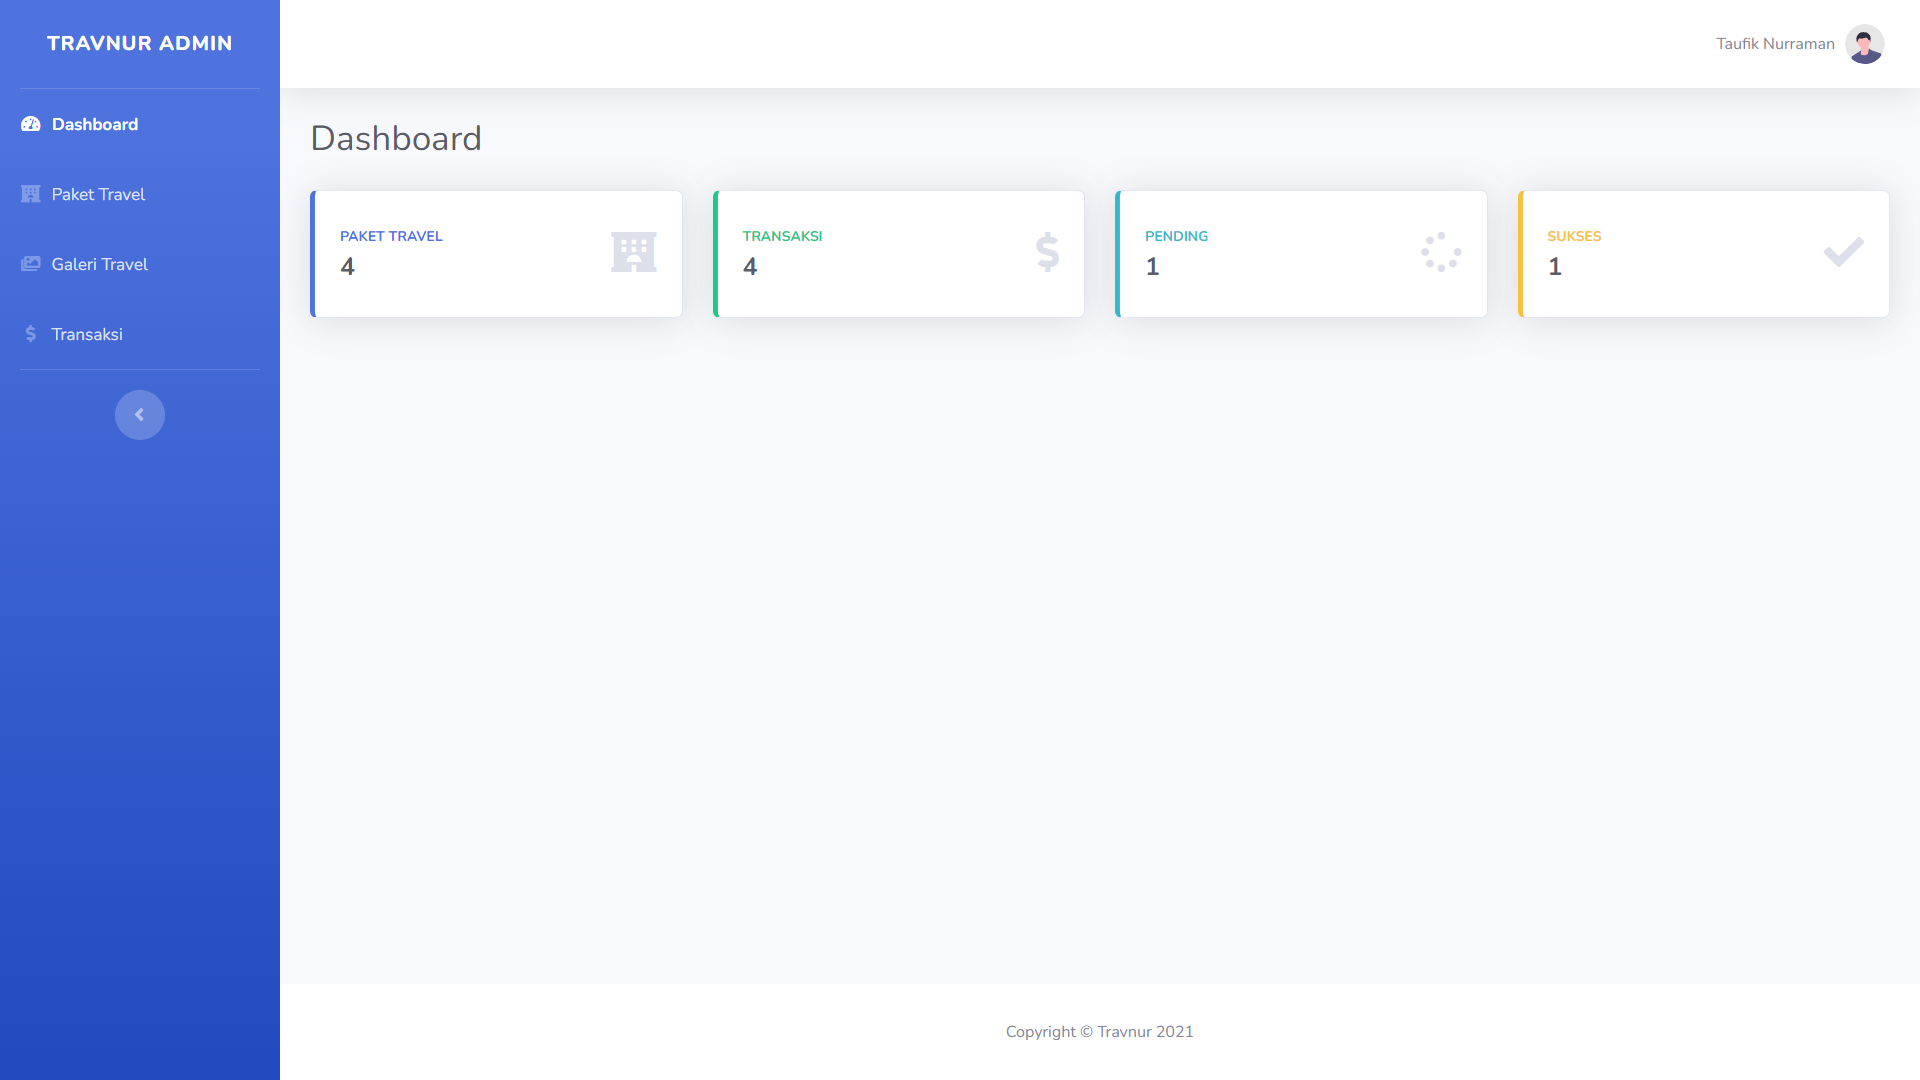 TRAVNUR ADMIN
Dashboard
Paket Travel
Galeri Travel
Transaksi
Taufik Nurraman
Dashboard
PAKET TRAVEL
4
TRANSAKSI
4
PENDING
1
SUKSES
1
Copyright © Travnur 2021